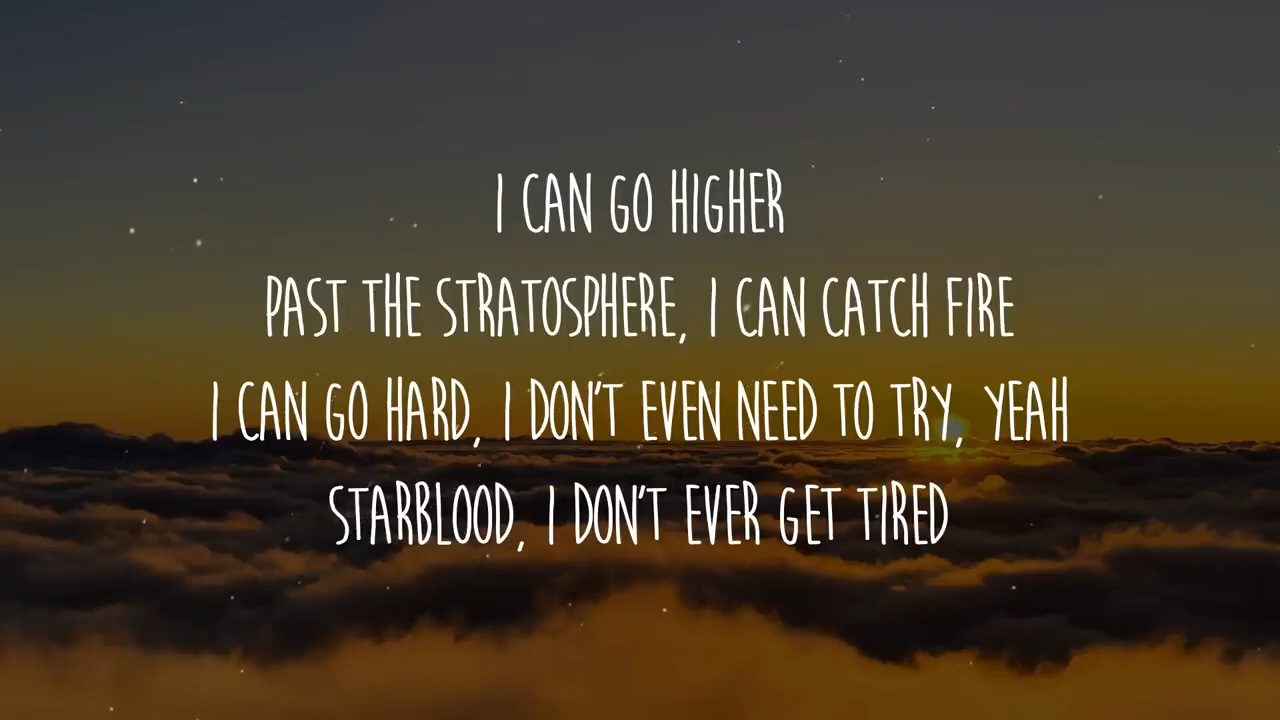 I CAN GO HIGHER
PAST THE STRATOSPHERE, I CAN CATCH FIRE
I CAN GO HARD, I DON'T EVEN NEED TO TRY, YEAH
STARBLOOD, I DON'T EVER GET TIRED